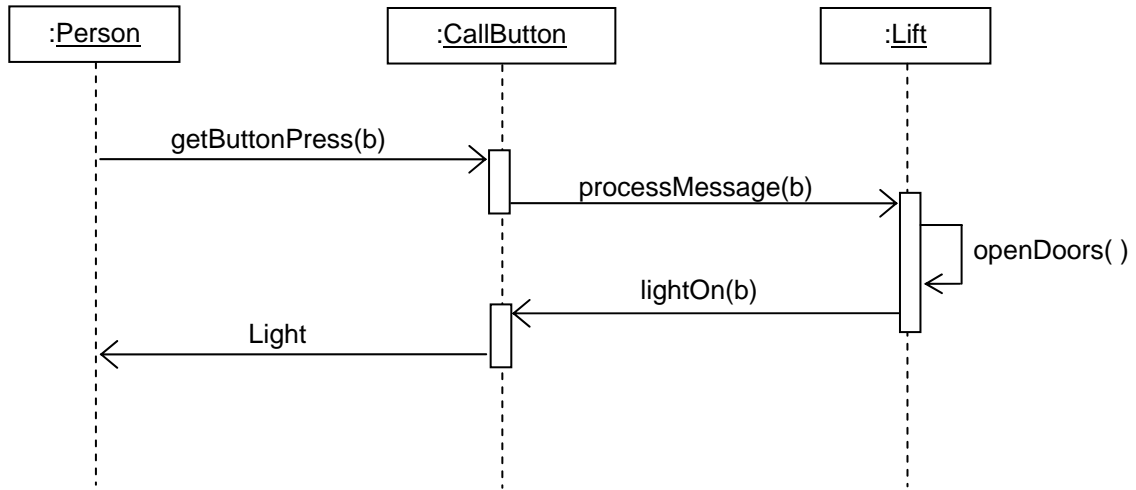 :Person
:CallButton
:Lift
getButtonPress(b)
processMessage(b)
openDoors( )
lightOn(b)
Light